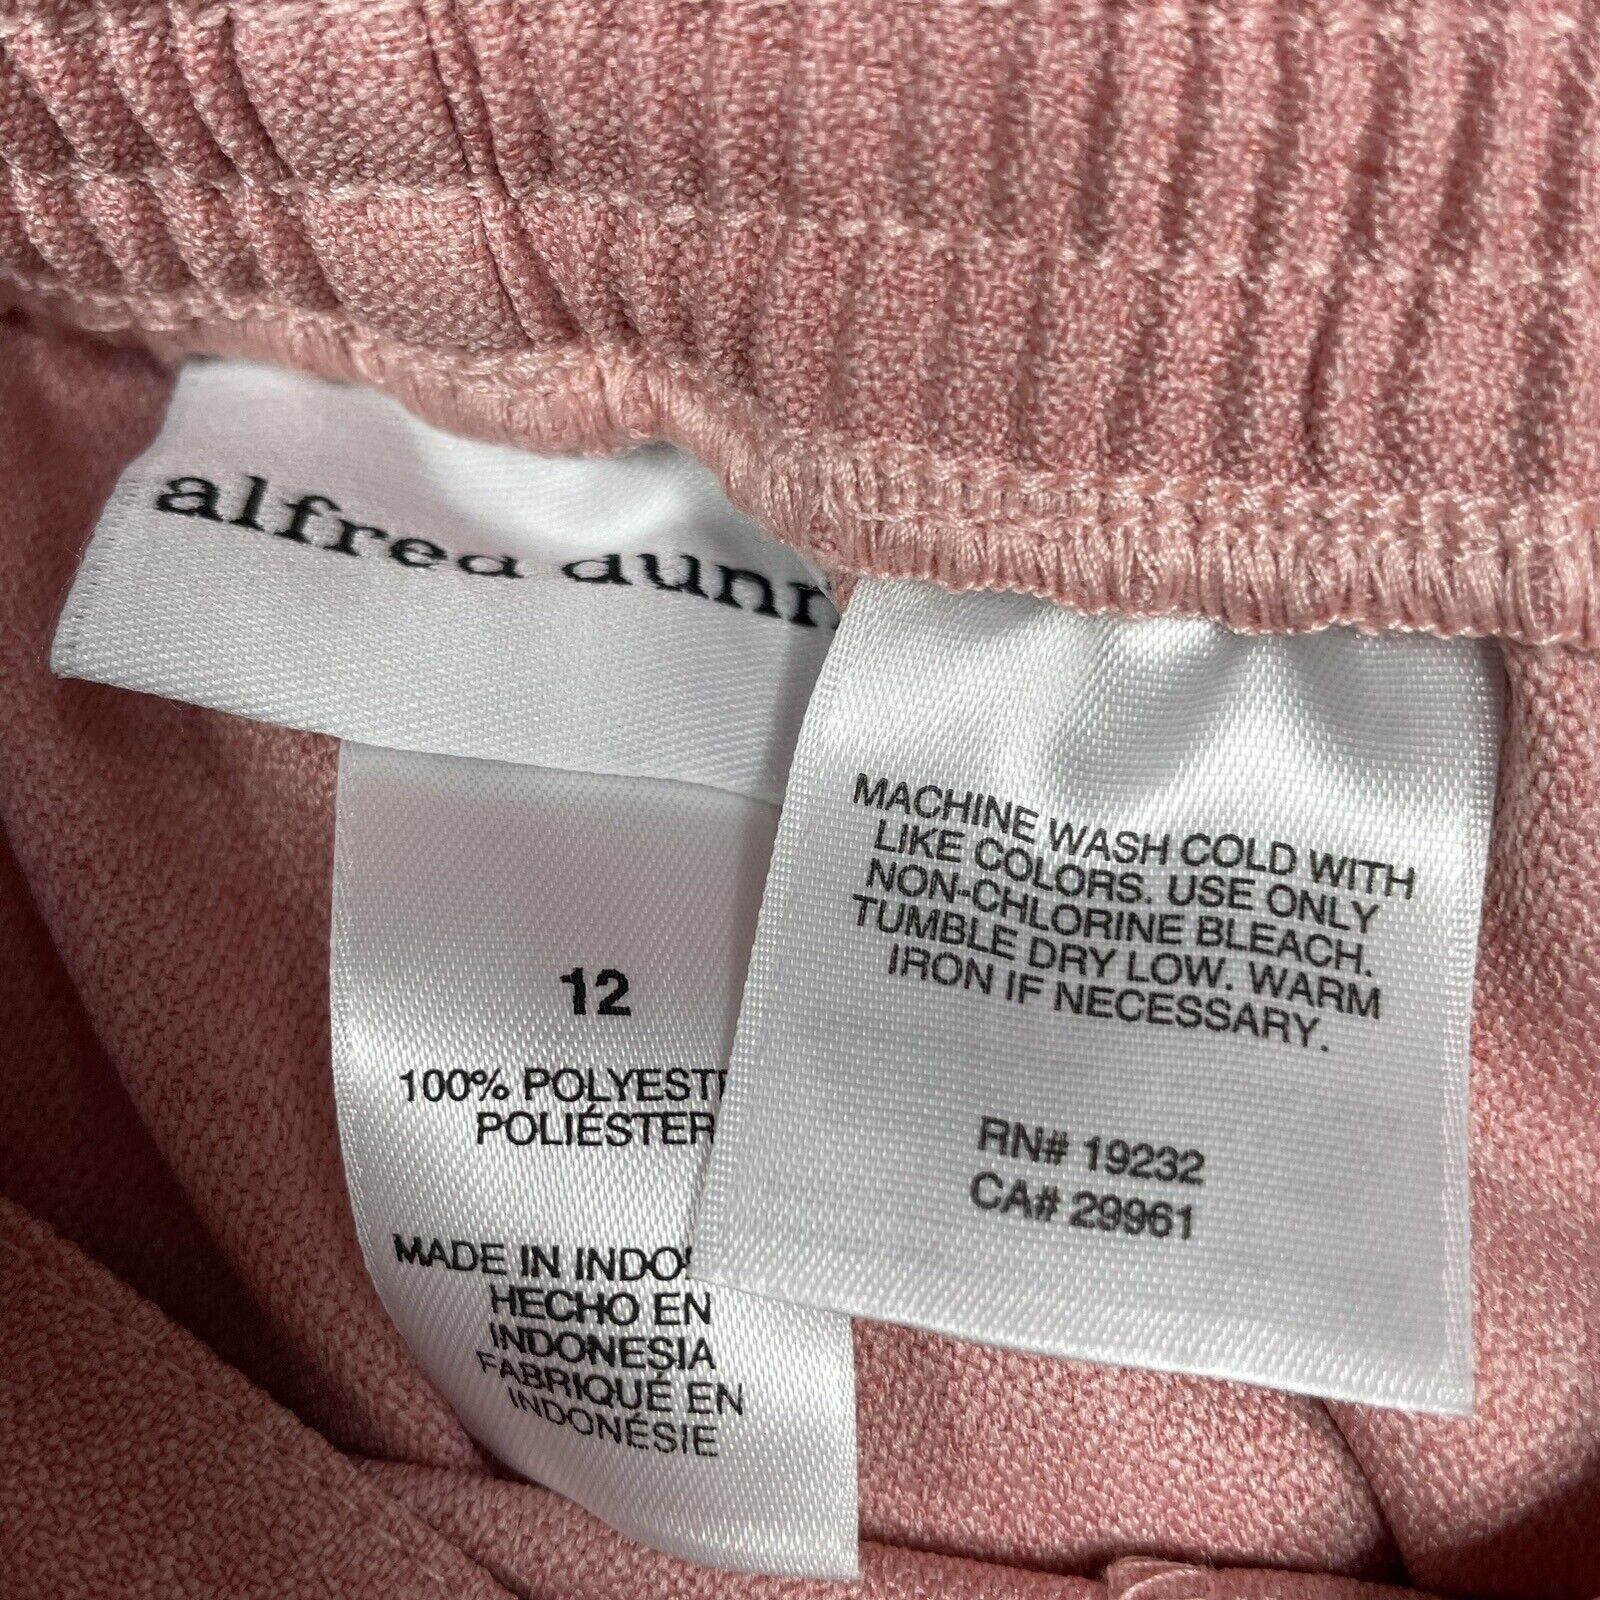 alfred dunn
12
100% POLYESTE
POLIÉSTER
MADE IN INDO
HECHO EN
INDONESIA
FABRIQUÉ EN
INDONÉSIE
MACHINE WASH COLD WITH
LIKE COLORS. USE ONLY
NON-CHLORINE BLEACH.
TUMBLE DRY LOW. WARM
IRON IF NECESSARY.
RN# 19232
CA# 29961